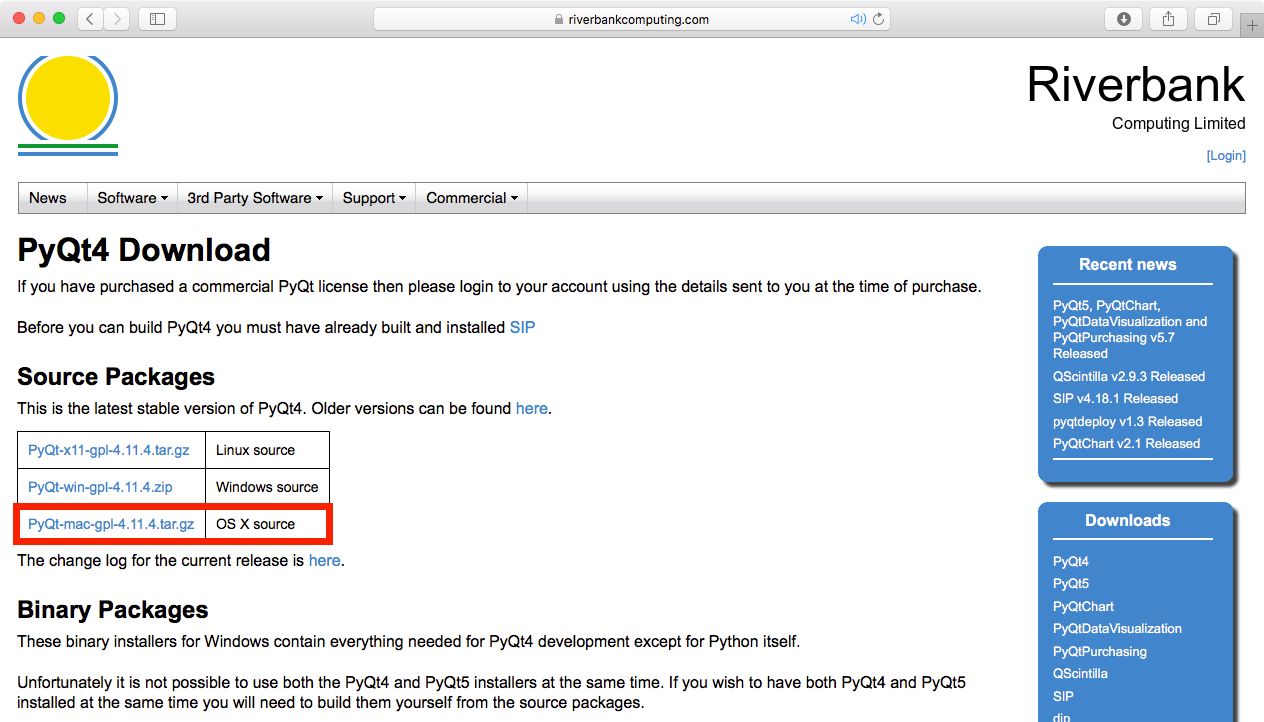 riverbankcomputing.com
Riverbank
Computing Limited
[Login]
News Software 3rd Party Software Support Commercial
PyQt4 Download
If you have purchased a commercial PyQt license then please login to your account using the details sent to you at the time of purchase.
Before you can build PyQt4 you must have already built and installed SIP
Source Packages
This is the latest stable version of PyQt4. Older versions can be found here.
PyQt-x11-gpl-4.11.4.tar.gz Linux source
PyQt-win-gpl-4.11.4.zip Windows source
PyQt-mac-gpl-4.11.4.tar.gz OS X source
The change log for the current release is here.
Binary Packages
These binary installers for Windows contain everything needed for PyQt4 development except for Python itself.
Unfortunately it is not possible to use both the PyQt4 and PyQt5 installers at the same time. If you wish to have both PyQt4 and PyQt5
installed at the same time you will need to build them yourself from the source packages.
Recent news
PyQt5, PyQtChart,
PyQtDataVisualization and
PyQtPurchasing v5.7
Released
QScintilla v2.9.3 Released
SIP v4.18.1 Released
pyqtdeploy v1.3 Released
PyQtChart v2.1 Released
Downloads
PyQt4
PyQt5
PyQtChart
PyQtDataVisualization
PyQtPurchasing
QScintilla
SIP
dip